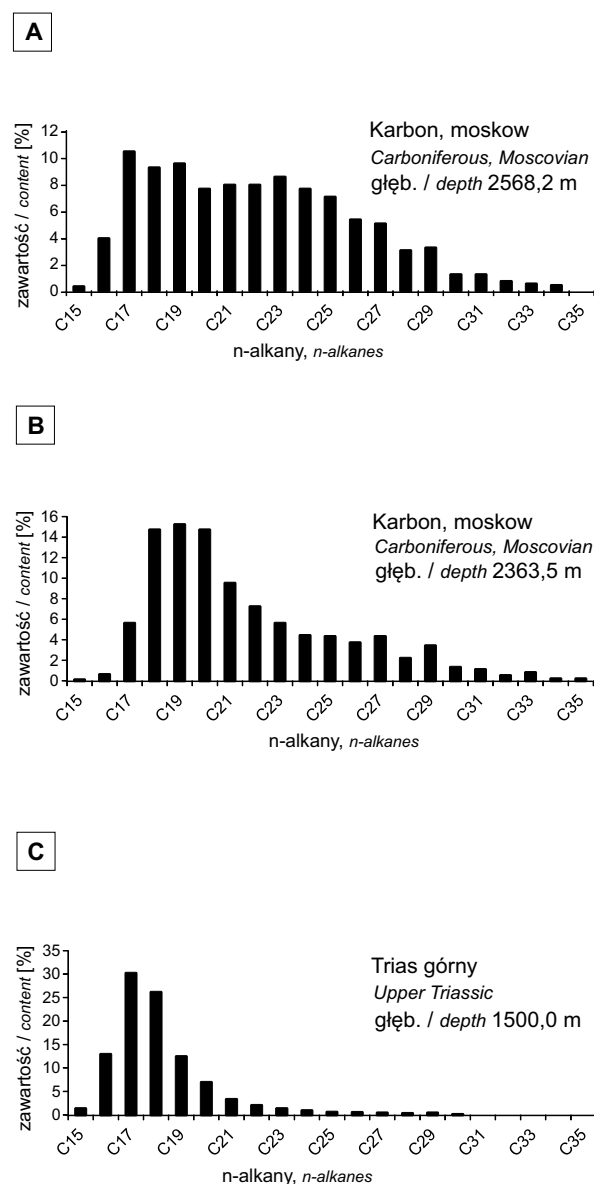 A
zawartość / content [%]
12
10
8
6
4
2
0
Karbon, moskow
Carboniferous, Moscovian
głęb. / depth 2568,2 m
C15 C17 C19 C21 C23 C25 C27 C29 C31 C33 C35
n-alkany, n-alkanes
B
zawartość / content [%]
16
14
12
10
8
6
4
2
0
Karbon, moskow
Carboniferous, Moscovian
głęb. / depth 2363,5 m
C15 C17 C19 C21 C23 C25 C27 C29 C31 C33 C35
n-alkany, n-alkanes
C
zawartość / content [%]
35
30
25
20
15
10
5
0
Trias górny
Upper Triassic
głęb. / depth 1500,0 m
C15 C17 C19 C21 C23 C25 C27 C29 C31 C33 C35
n-alkany, n-alkanes